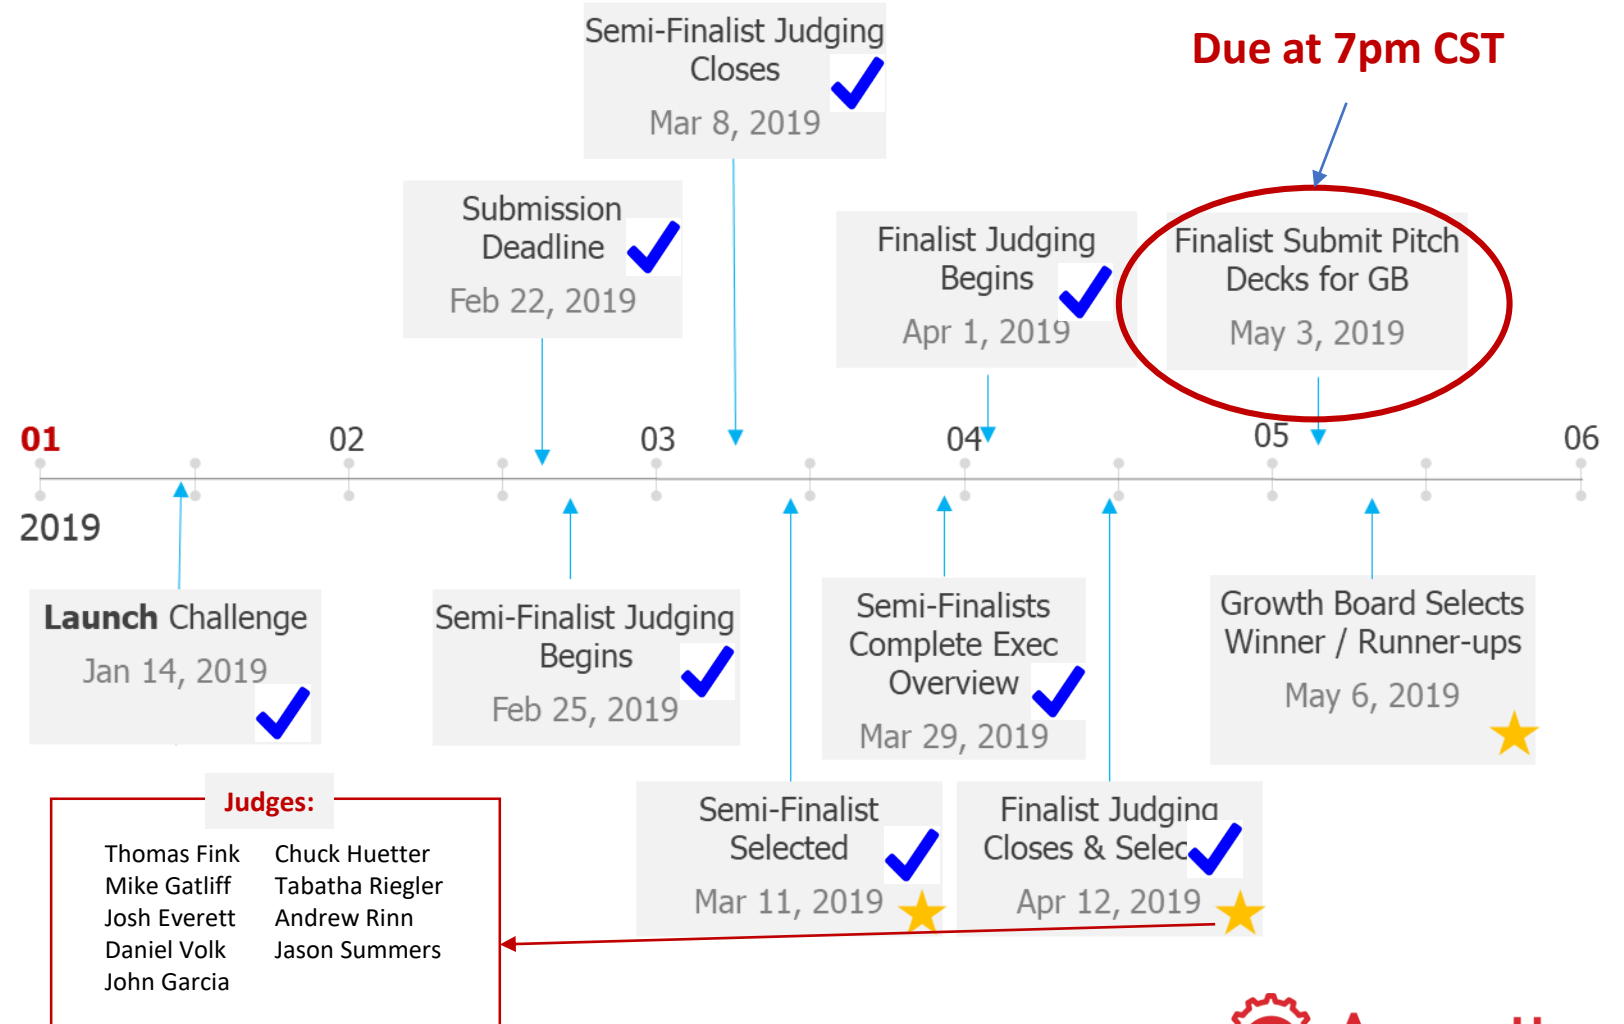 Semi-Finalist Judging
Closes
Mar 8, 2019
Due at 7pm CST
Submission
Deadline
Feb 22, 2019
Finalist Judging
Begins
Apr 1, 2019
Finalist Submit Pitch
Decks for GB
May 3, 2019
01
02
03
04
05
06
2019
Launch Challenge
Jan 14, 2019
Semi-Finalist Judging
Begins
Feb 25, 2019
Semi-Finalists
Complete Exec
Overview
Mar 29, 2019
Growth Board Selects
Winner / Runner-ups
May 6, 2019
Semi-Finalist
Selected
Mar 11, 2019
Finalist Judging
Closes &
Apr 12, 2019
Judges:
Thomas Fink
Mike Gatliff
Josh Everett
Daniel Volk
John Garcia
Chuck Huetter
Tabatha Riegler
Andrew Rinn
Jason Summers